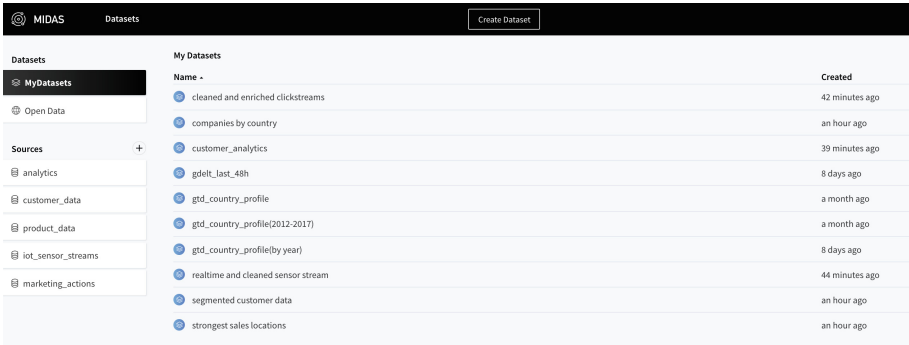 MIDAS Datasets Create Dataset
Datasets
MyDatasets
Open Data
Sources +
analytics
customer_data
product_data
iot_sensor_streams
marketing_actions
My Datasets
Name Created
cleaned and enriched clickstreams 42 minutes ago
companies by country an hour ago
customer_analytics 39 minutes ago
gdelt_last_48h 8 days ago
gtd_country_profile a month ago
gtd_country_profile(2012-2017) a month ago
gtd_country_profile(by year) 8 days ago
realtime and cleaned sensor stream 44 minutes ago
segmented customer data an hour ago
strongest sales locations an hour ago